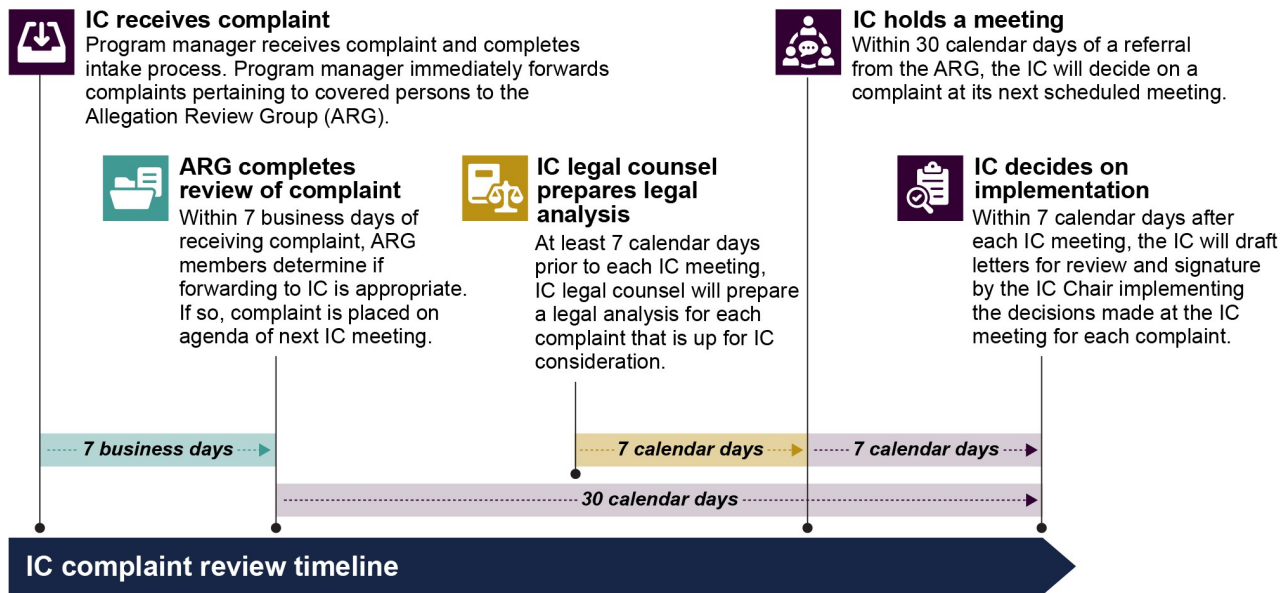 IC receives complaint
Program manager receives complaint and completes
intake process. Program manager immediately forwards
complaints pertaining to covered persons to the
Allegation Review Group (ARG).
IC holds a meeting
Within 30 calendar days of a referral
from the ARG, the IC will decide on a
complaint at its next scheduled meeting.
ARG completes
review of complaint
Within 7 business days of
receiving complaint, ARG
members determine if
forwarding to IC is appropriate.
If so, complaint is placed on
agenda of next IC meeting.
IC legal counsel
prepares legal
analysis
At least 7 calendar days
prior to each IC meeting,
IC legal counsel will prepare
a legal analysis for each
complaint that is up for IC
consideration.
IC decides on
implementation
Within 7 calendar days after
each IC meeting, the IC will draft
letters for review and signature
by the IC Chair implementing
the decisions made at the IC
meeting for each complaint.
7 business days
7 calendar days
7 calendar days
30 calendar days
IC complaint review timeline